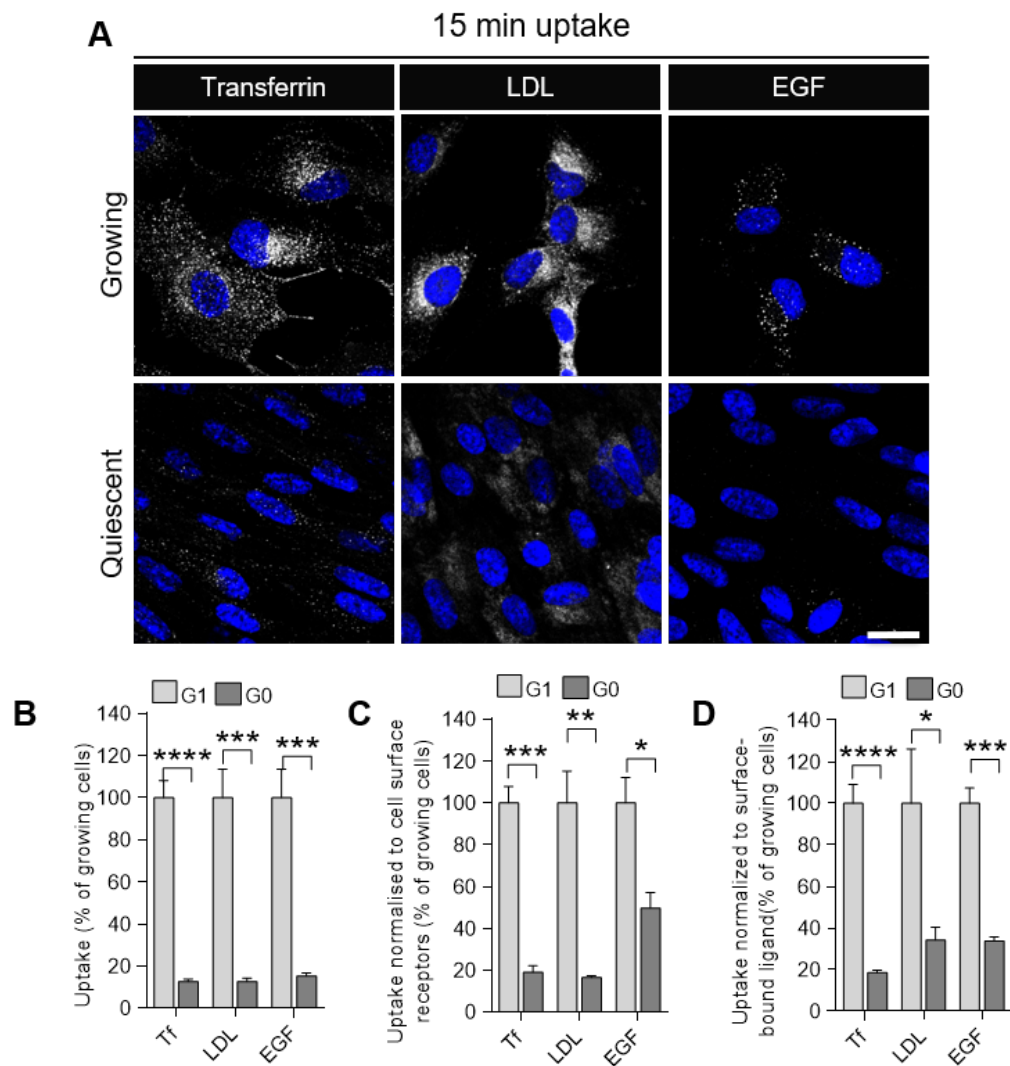 A
15 min uptake
Transferrin
LDL
EGF
Growing
Quiescent
B
G1 G0
Uptake (% of growing cells)
140
120
100
80
60
40
20
0
****
***
***
Tf
LDL
EGF
C
G1 G0
Uptake normalised to cell surface
receptors (% of growing cells)
140
120
100
80
60
40
20
0
***
**
*
Tf
LDL
EGF
D
G1 G0
Uptake normalized to surface-
bound ligand(% of growing cells)
140
120
100
80
60
40
20
0
****
*
***
Tf
LDL
EGF